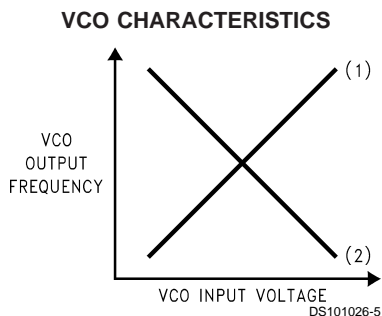 VCO CHARACTERISTICS
(1)
VCO
OUTPUT
FREQUENCY
(2)
VCO INPUT VOLTAGE
DS101026-5